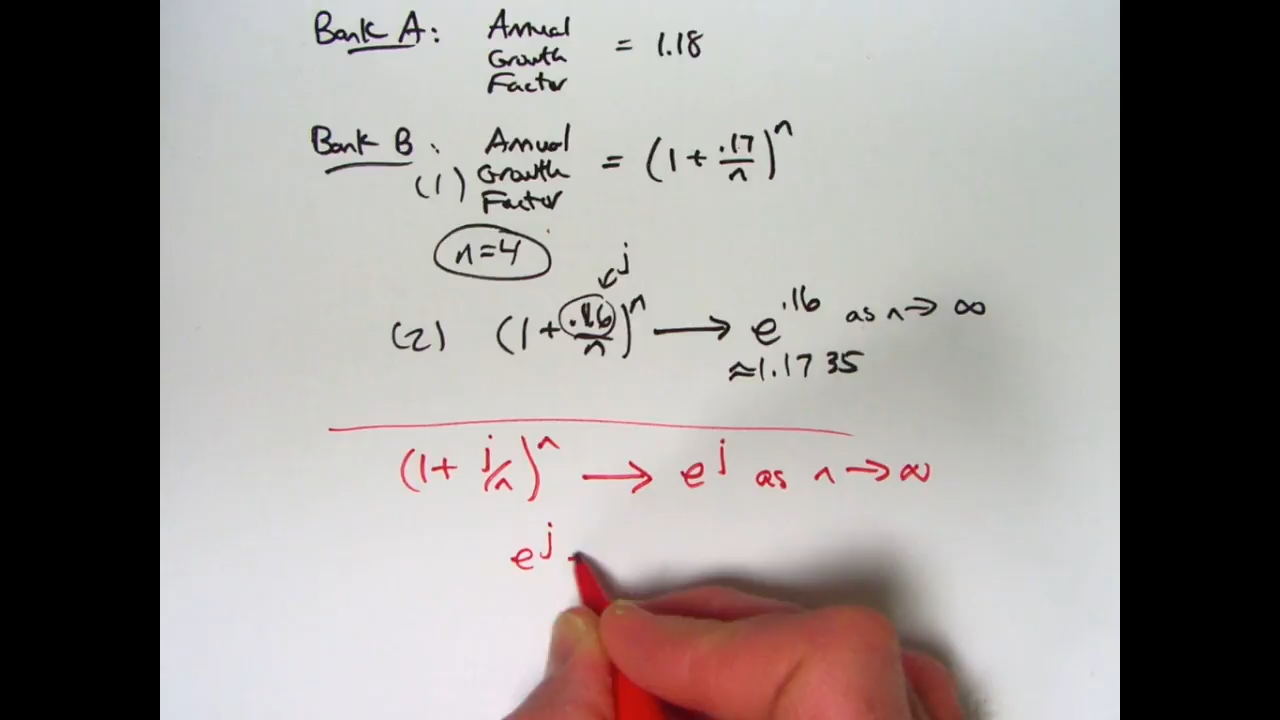 Bank A: Annual Growth Factor = 1.18
Bank B: (1) Annual Growth Factor = (1 + .17/n)^n
n=4
j
(2) (1 + .16/n)^n → e^.16 as n → ∞
≈1.1735
(1 + j/n)^n → e^j as n → ∞
e^j